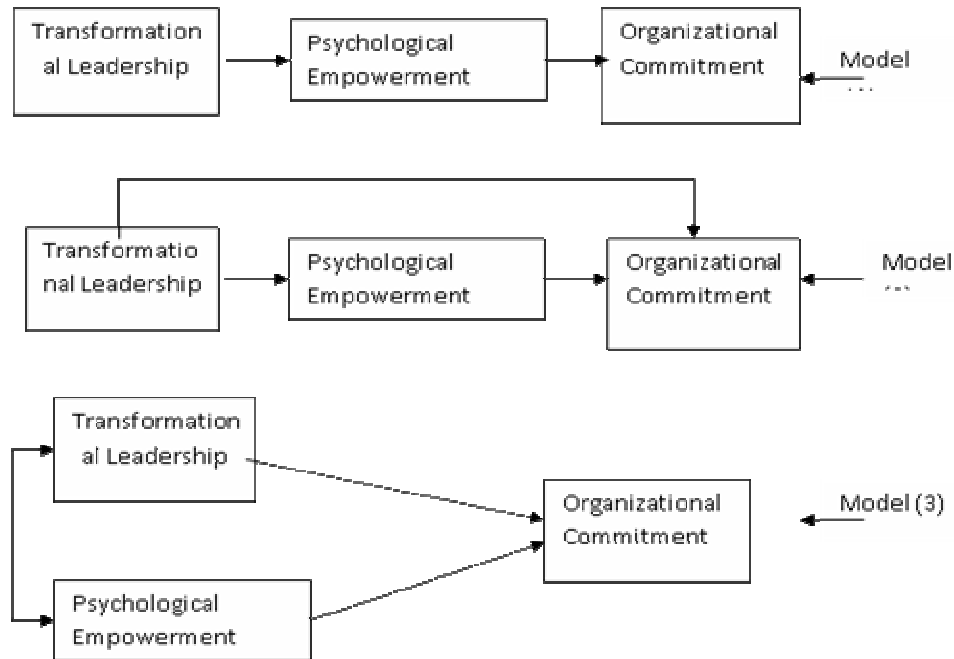 Transformation
al Leadership
Psychological
Empowerment
Organizational
Commitment
Model
Transformatio
nal Leadership
Psychological
Empowerment
Organizational
Commitment
Model
Transformation
al Leadership
Organizational
Commitment
Model (3)
Psychological
Empowerment